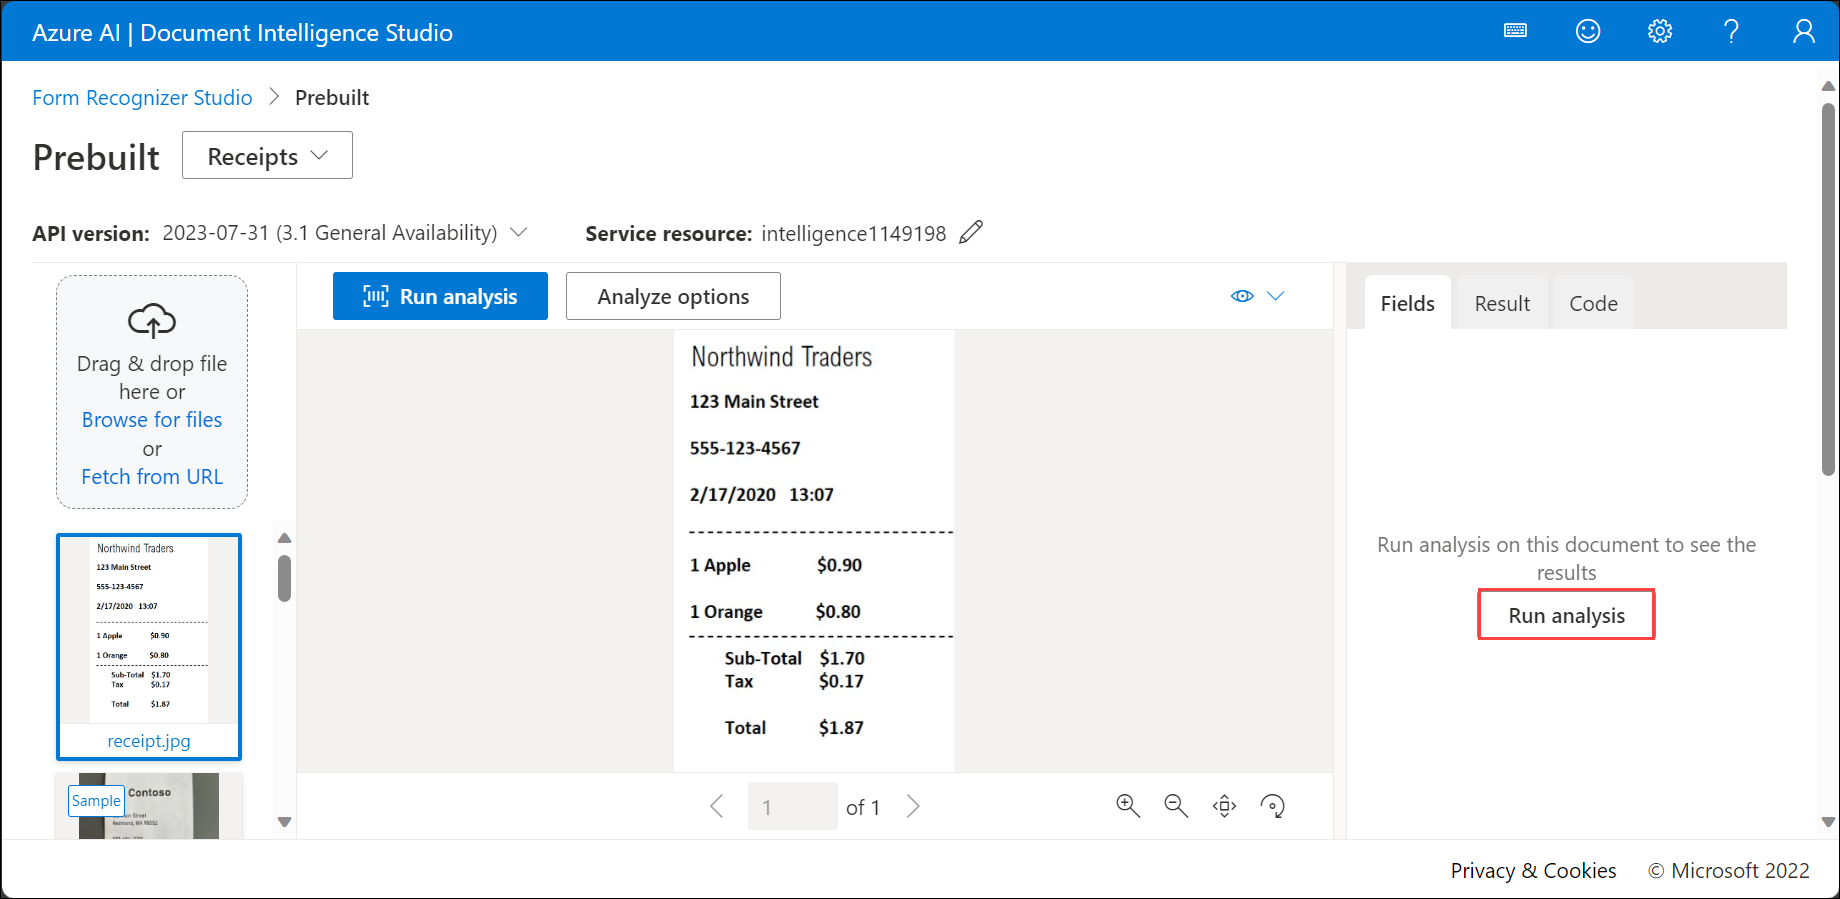 Azure AI | Document Intelligence Studio
Form Recognizer Studio > Prebuilt
Prebuilt Receipts
API version: 2023-07-31 (3.1 General Availability) Service resource: intelligence1149198
Drag & drop file
here or
Browse for files
or
Fetch from URL
Northwind Traders
123 Main Street
555-123-4567
2/17/2020 13:07
1 Apple $0.90
1 Orange $0.80
Sub-Total $1.70
Tax $0.17
Total $1.87
receipt.jpg
Sample
Contoso
Redmond, WA 98052
Run analysis Analyze options
Northwind Traders
123 Main Street
555-123-4567
2/17/2020 13:07
1 Apple $0.90
1 Orange $0.80
Sub-Total $1.70
Tax $0.17
Total $1.87
1 of 1
Fields Result Code
Run analysis on this document to see the
results
Run analysis
Privacy & Cookies © Microsoft 2022